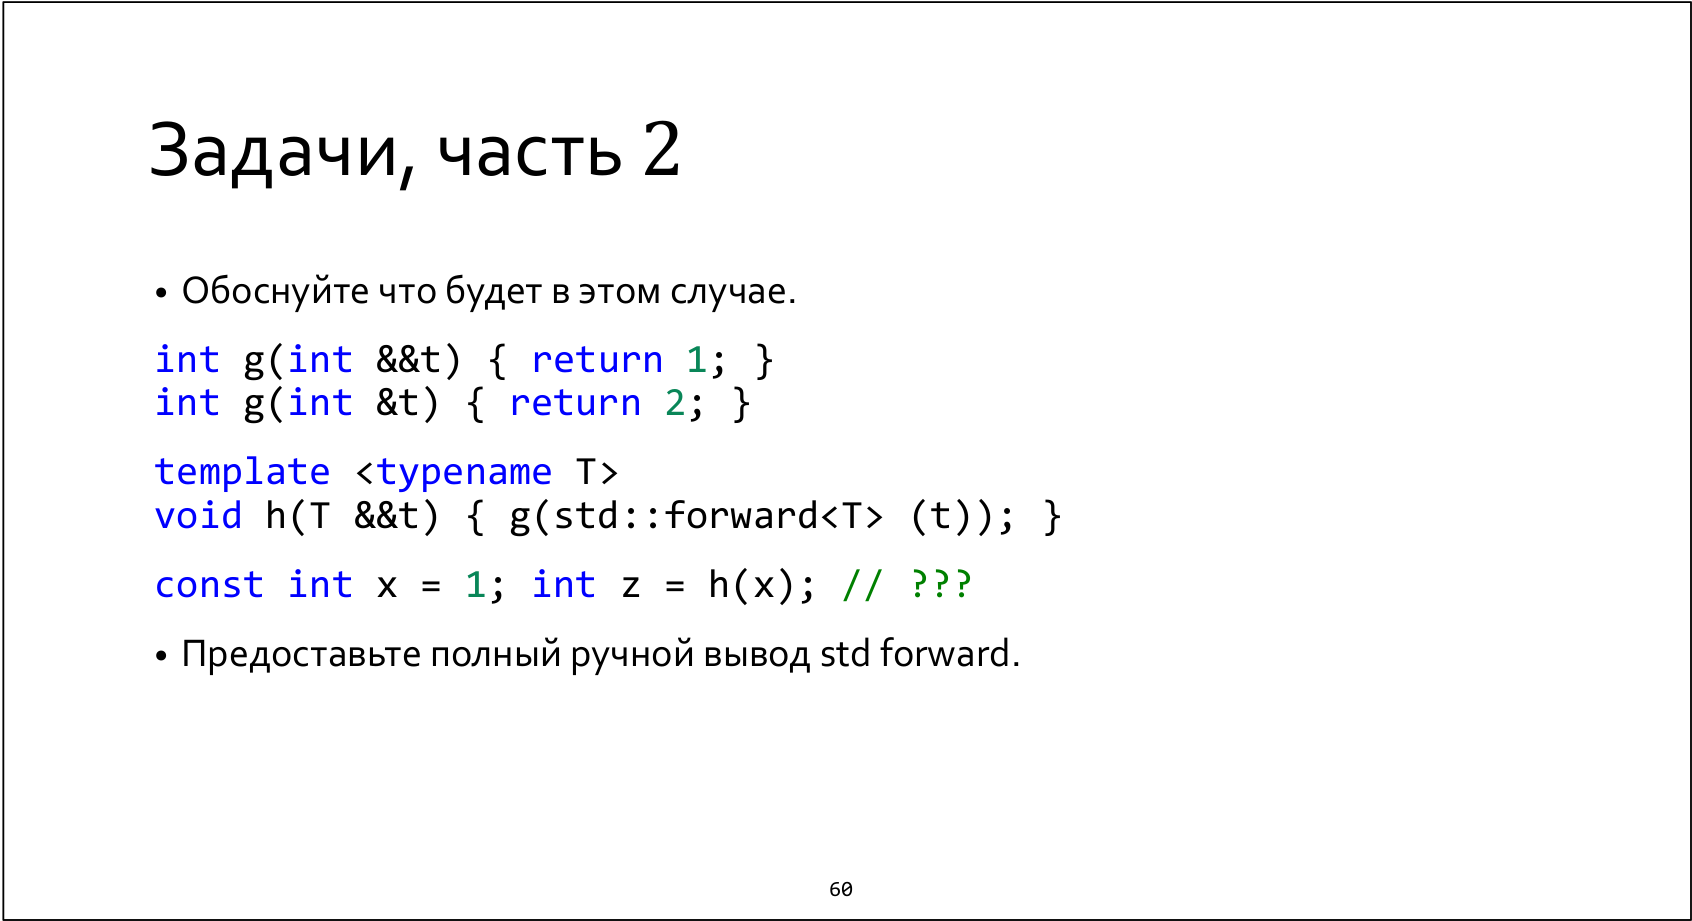 Задачи, часть 2
• Обоснуйте что будет в этом случае.
int g(int &&t) { return 1; }
int g(int &t) { return 2; }
template <typename T>
void h(T &&t) { g(std::forward<T> (t)); }
const int x = 1; int z = h(x); // ???
• Предоставьте полный ручной вывод std forward.
60